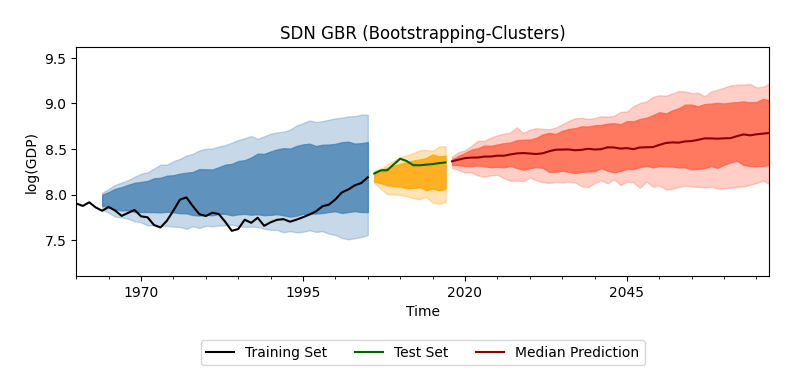 SDN GBR (Bootstrapping-Clusters)
9.5
9.0
8.5
8.0
7.5
log(GDP)
1970 1995 2020 2045
Time
Training Set Test Set Median Prediction